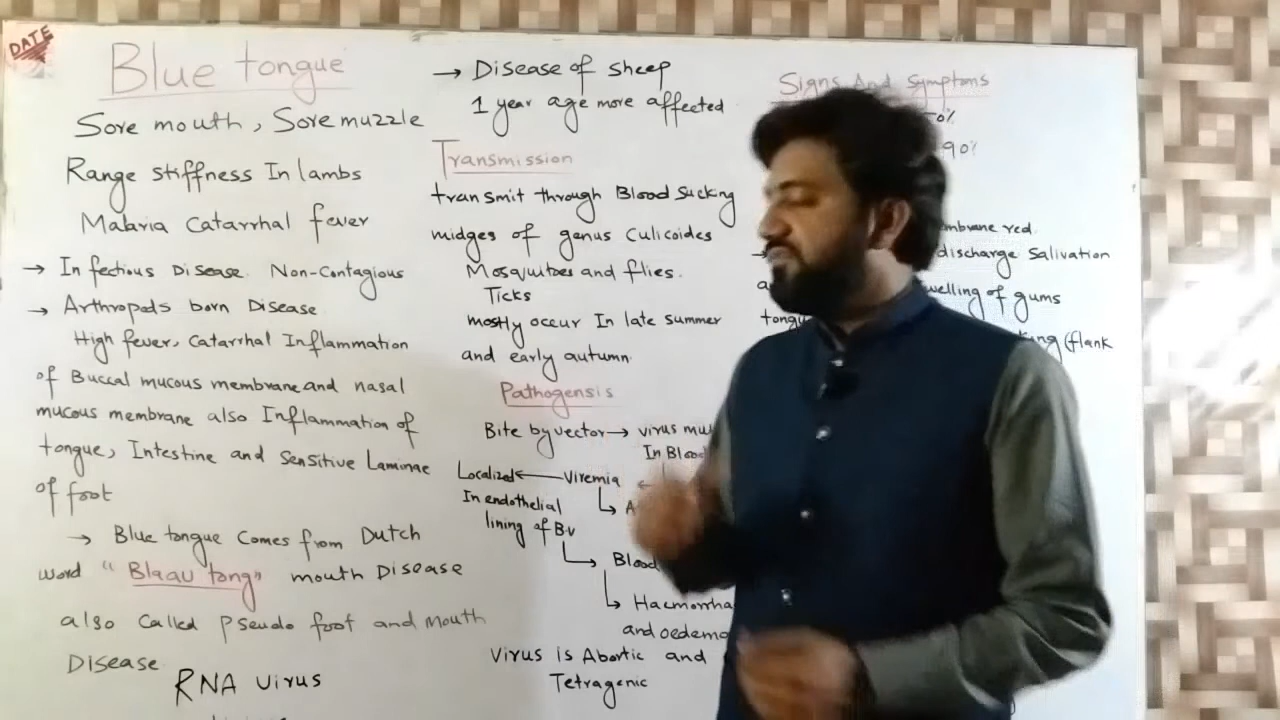 DATE
Blue tongue
Sore mouth, Sore muzzle
Range stiffness In lambs
Malaria Catarrhal fever
→ Infectious Disease. Non-Contagious
→ Arthropods born Disease
High fever, Catarrhal Inflammation
of Buccal mucous membrane and nasal
mucous membrane also Inflammation of
tongue, Intestine and Sensitive Laminae
of foot
→ Blue tongue Comes from Dutch
word "Blaau tong" mouth Disease
also Called Pseudo foot and mouth
Disease.
RNA virus
→ Disease of sheep
1 year age more affected
Transmission
transmit through Blood Sucking
midges of genus Culicoides
Mosquitoes and flies.
Ticks
mostly occur In late summer
and early autumn.
Pathogensis
Bite by vector → virus
In Blood
Localized ← Viremia ←
In endothelial
lining of B.v
Blood
and
Virus is Abortic and
Tetragenic
Signs And Symptoms
0%
90%
red.
discharge Salivation
of gums
(flank